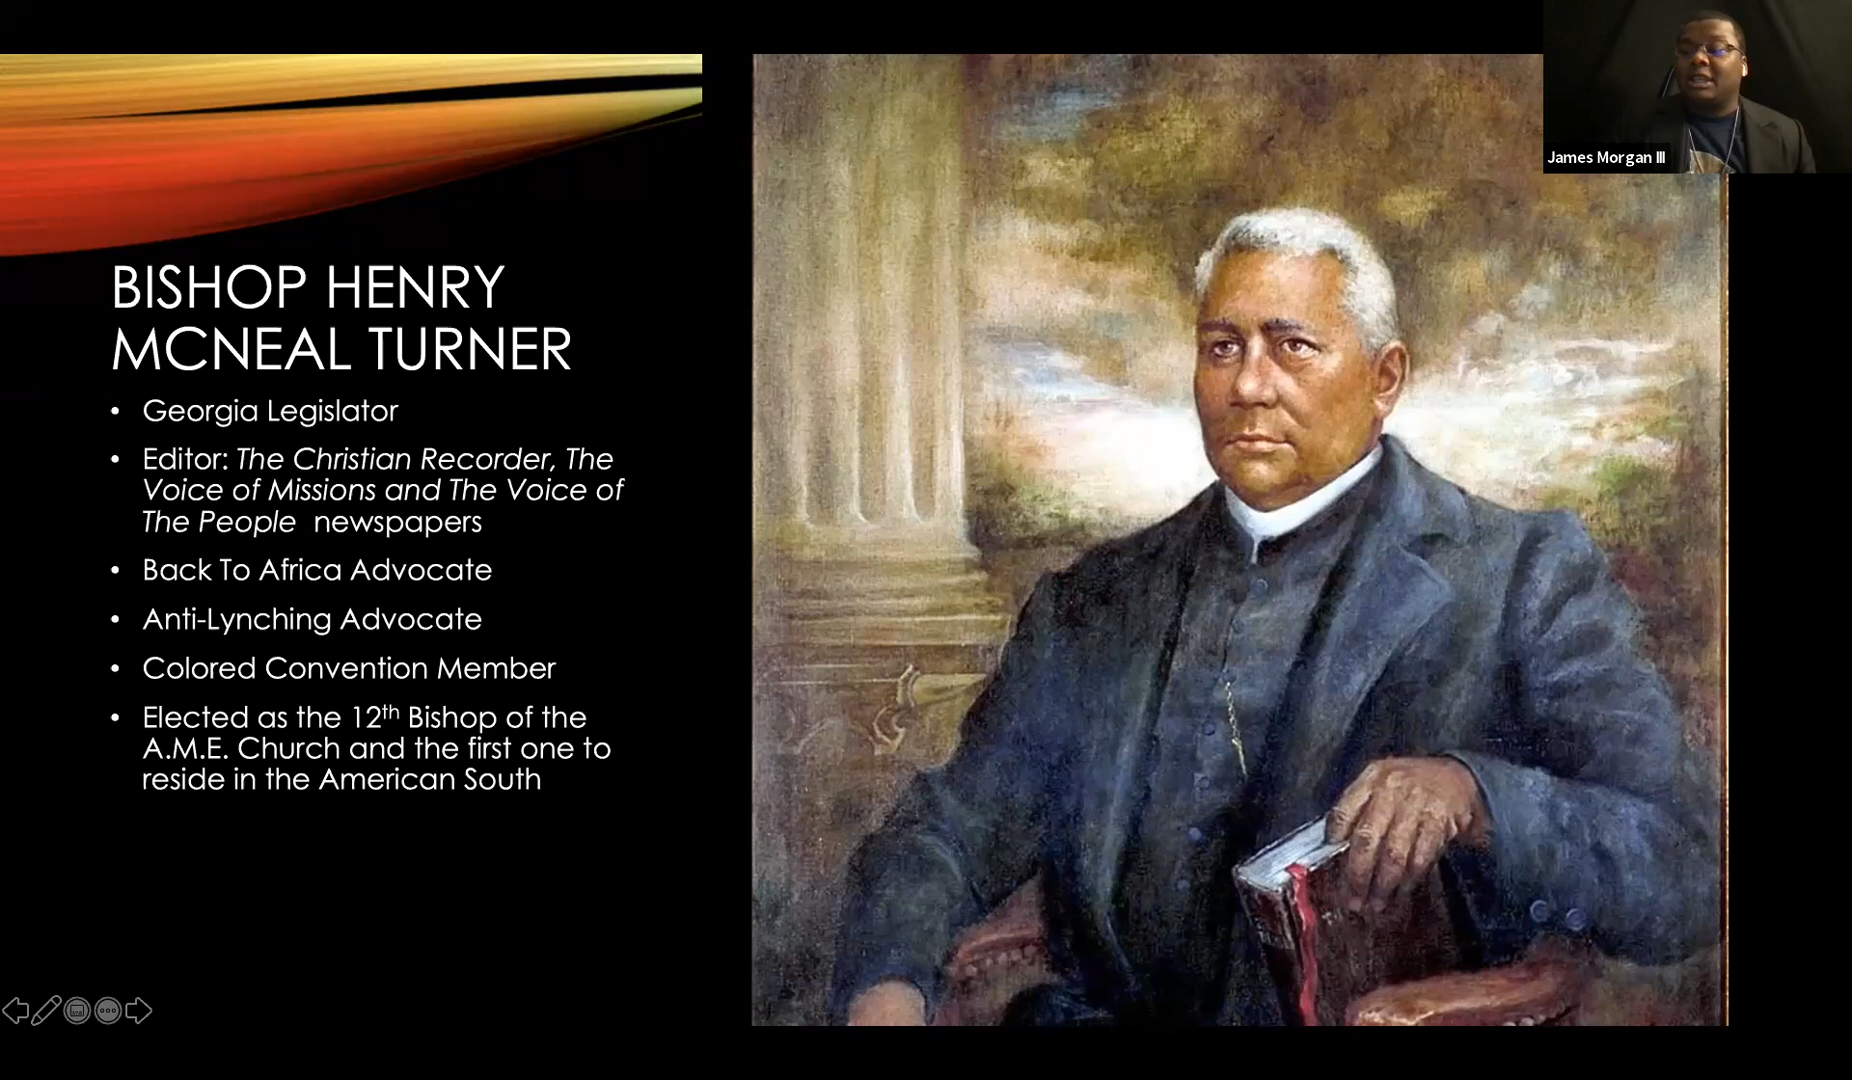 BISHOP HENRY
MCNEAL TURNER
• Georgia Legislator
• Editor: The Christian Recorder, The
Voice of Missions and The Voice of
The People newspapers
• Back To Africa Advocate
• Anti-Lynching Advocate
• Colored Convention Member
• Elected as the 12th Bishop of the
A.M.E. Church and the first one to
reside in the American South
James Morgan III